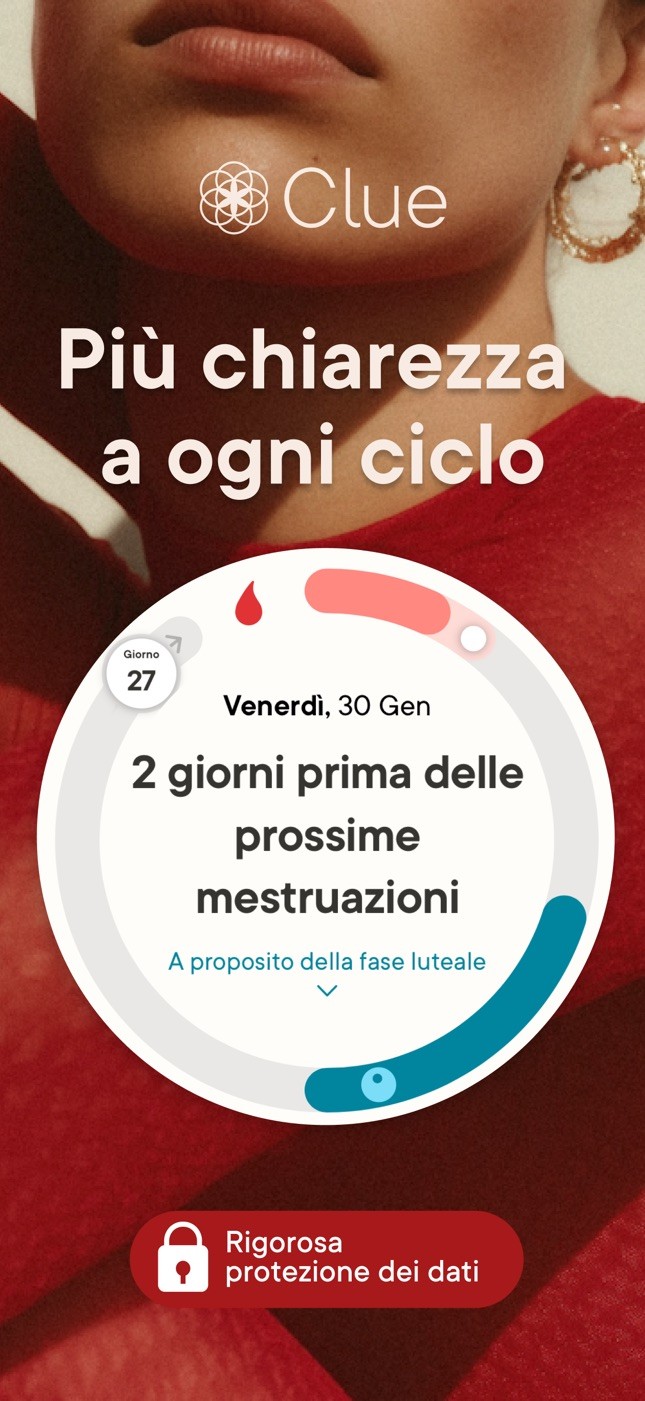 Clue
Più chiarezza
a ogni ciclo
Giorno
27
Venerdì, 30 Gen
2 giorni prima delle
prossime
mestruazioni
A proposito della fase luteale
Rigorosa
protezione dei dati